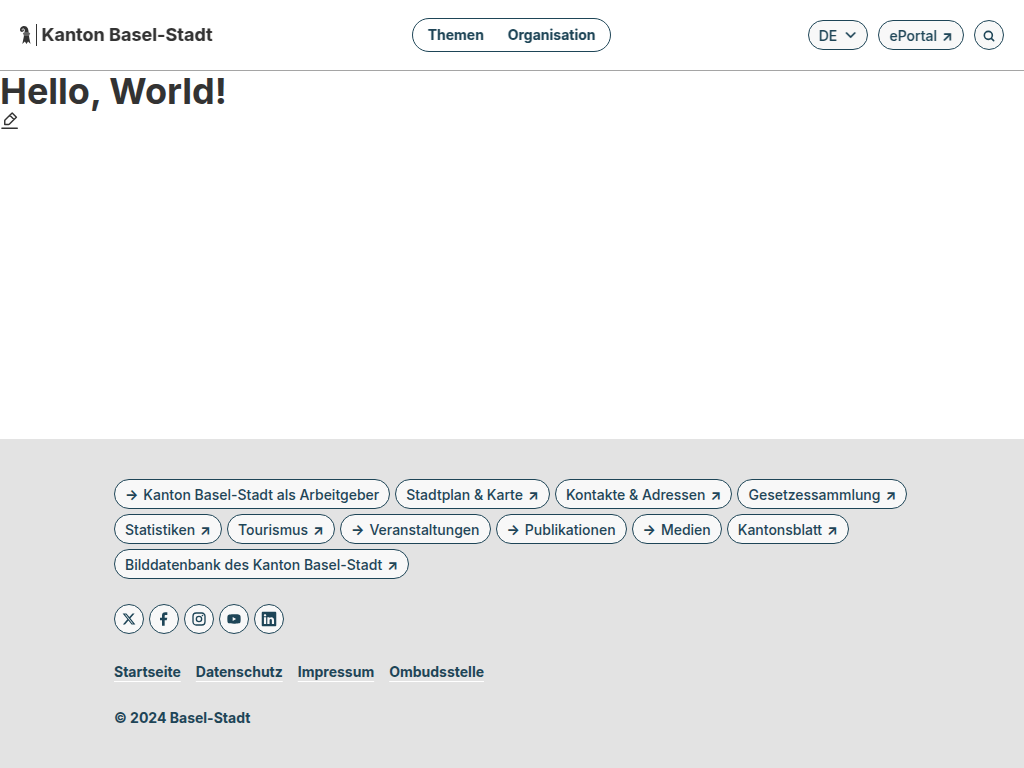 Kanton Basel-Stadt
Themen Organisation
DE ePortal
Hello, World!
Kanton Basel-Stadt als Arbeitgeber Stadtplan & Karte Kontakte & Adressen Gesetzessammlung
Statistiken Tourismus Veranstaltungen Publikationen Medien Kantonsblatt
Bilddatenbank des Kanton Basel-Stadt
Startseite Datenschutz Impressum Ombudsstelle
© 2024 Basel-Stadt